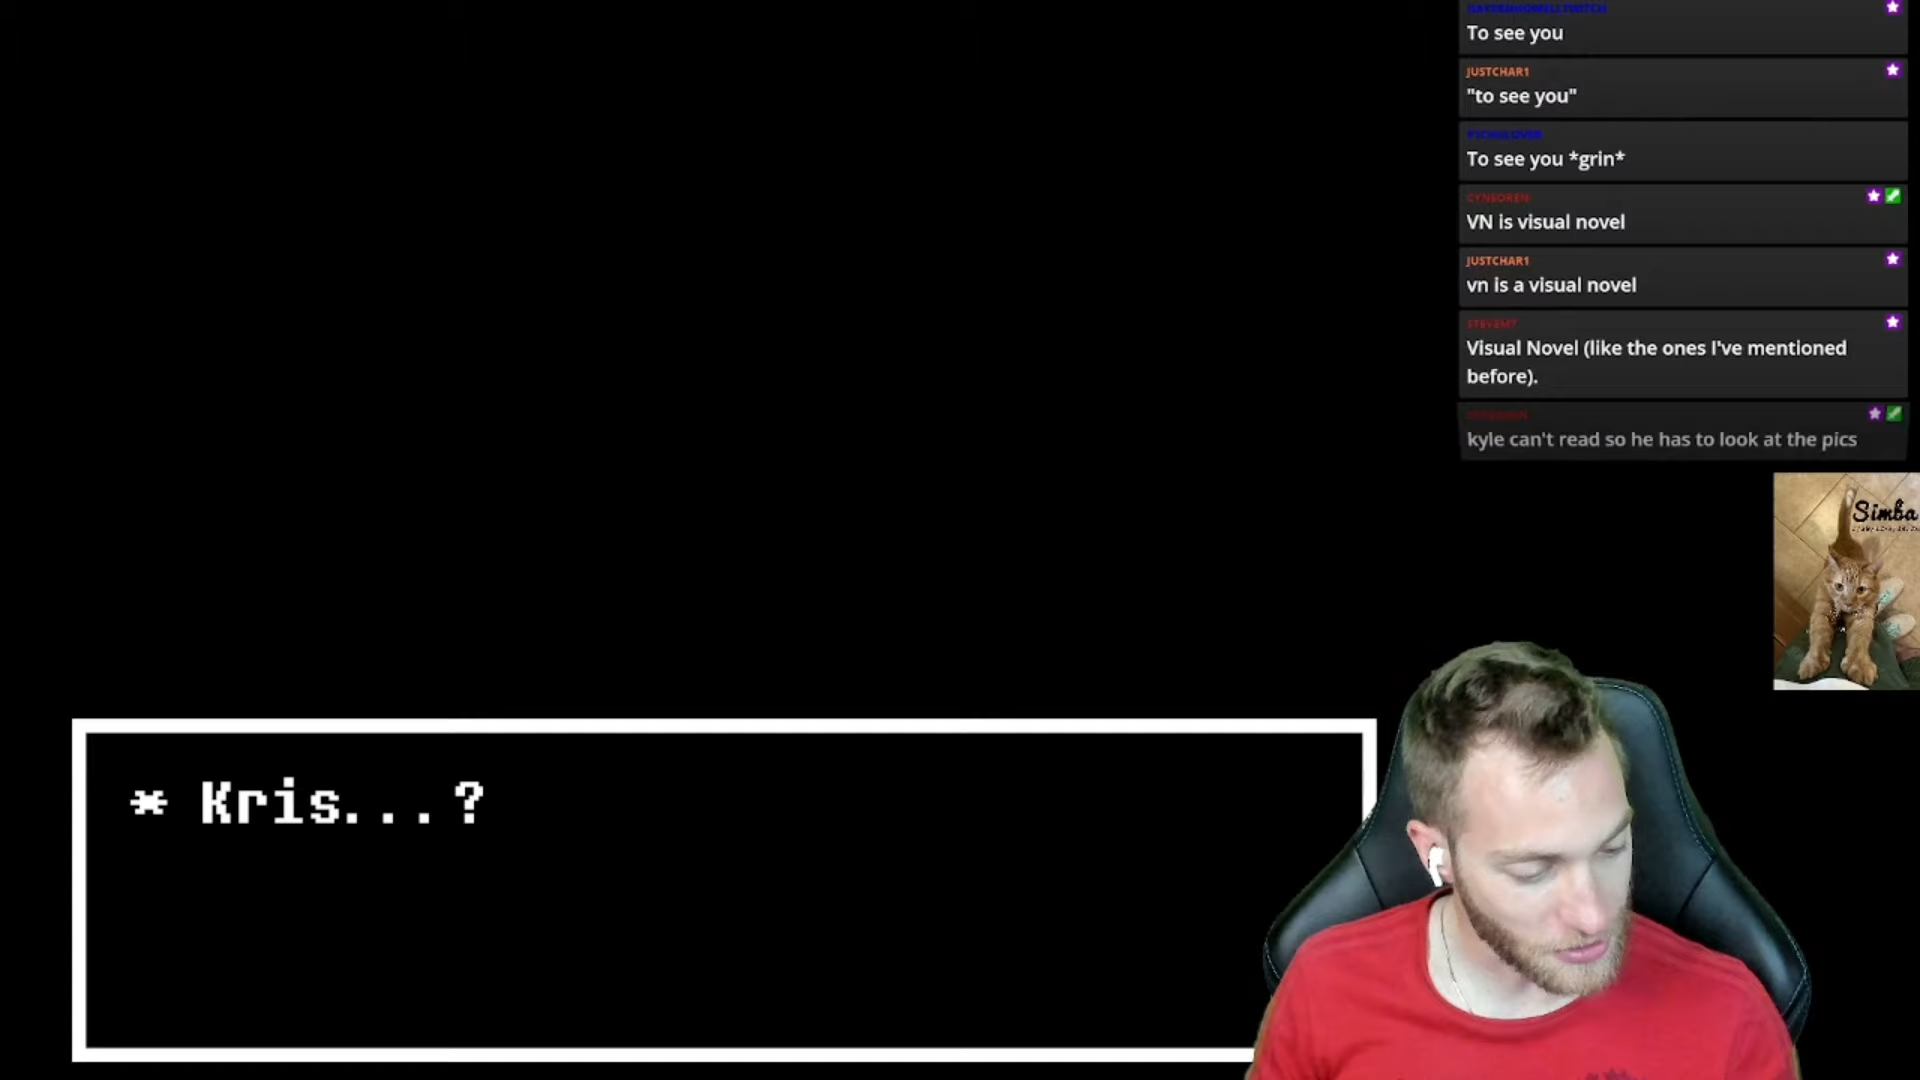 To see you
JUSTCHAR1
"to see you"
To see you *grin*
CYNSOREN
VN is visual novel
JUSTCHAR1
vn is a visual novel
Visual Novel (like the ones I've mentioned
before).
kyle can't read so he has to look at the pics
Simba
* Kris...?